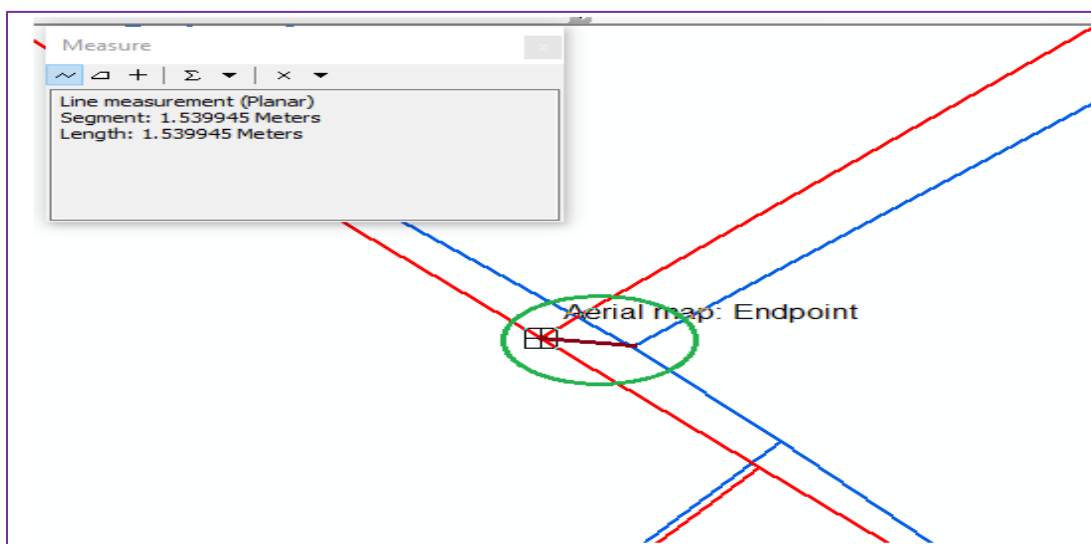 Measure
Line measurement (Planar)
Segment: 1.539945 Meters
Length: 1.539945 Meters
Aerial map: Endpoint